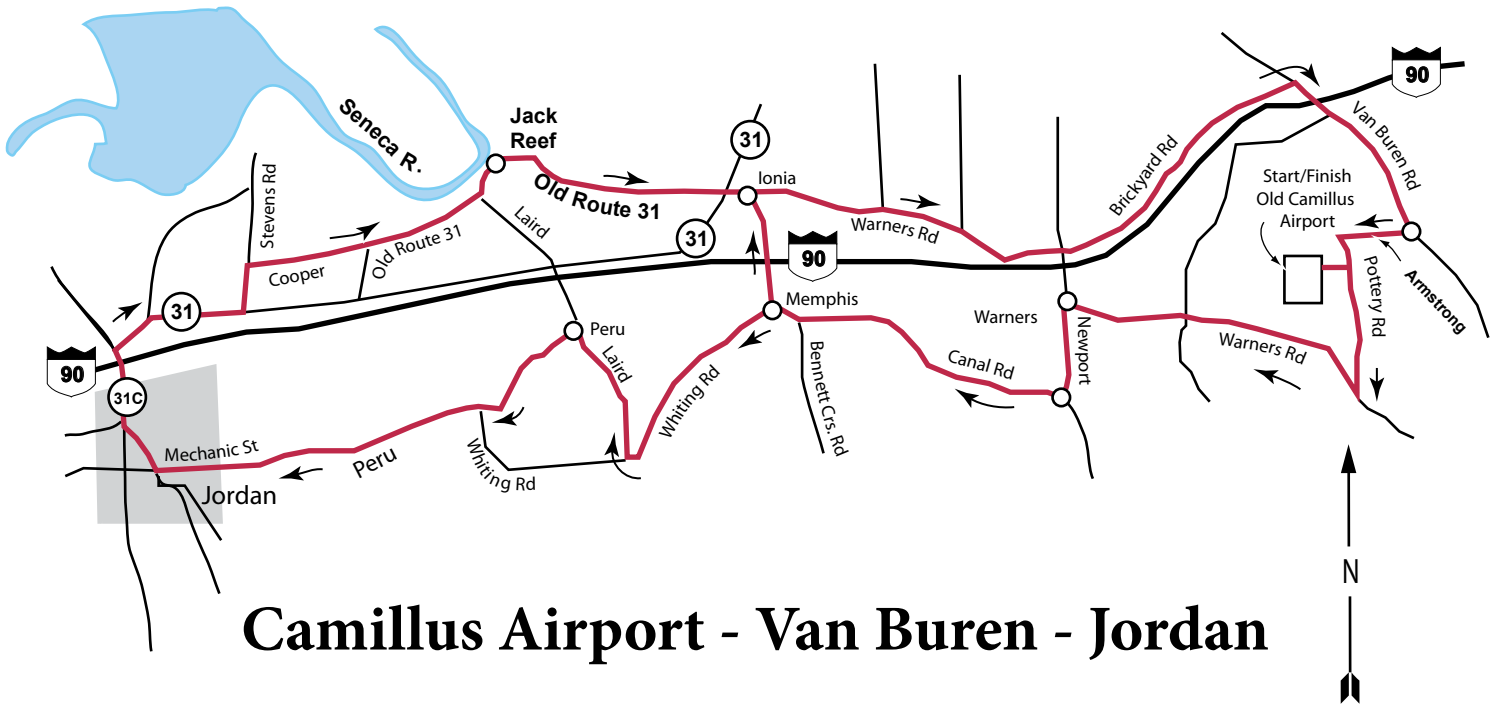 90
Jack
Reef
Seneca R.
31
Van Buren Rd
Brickyard Rd
Stevens Rd
Ionia
Start/Finish
Old Camillus
Airport
Old Route 31
Laird
Warners Rd
Old Route 31
31
Cooper
90
Armstrong
Pottery Rd
31
Memphis
Warners
Newport
Peru
Laird
Warners Rd
90
Bennett Crs. Rd
Canal Rd
Whiting Rd
31C
Mechanic St
Peru
Whiting Rd
Jordan
N
Camillus Airport - Van Buren - Jordan